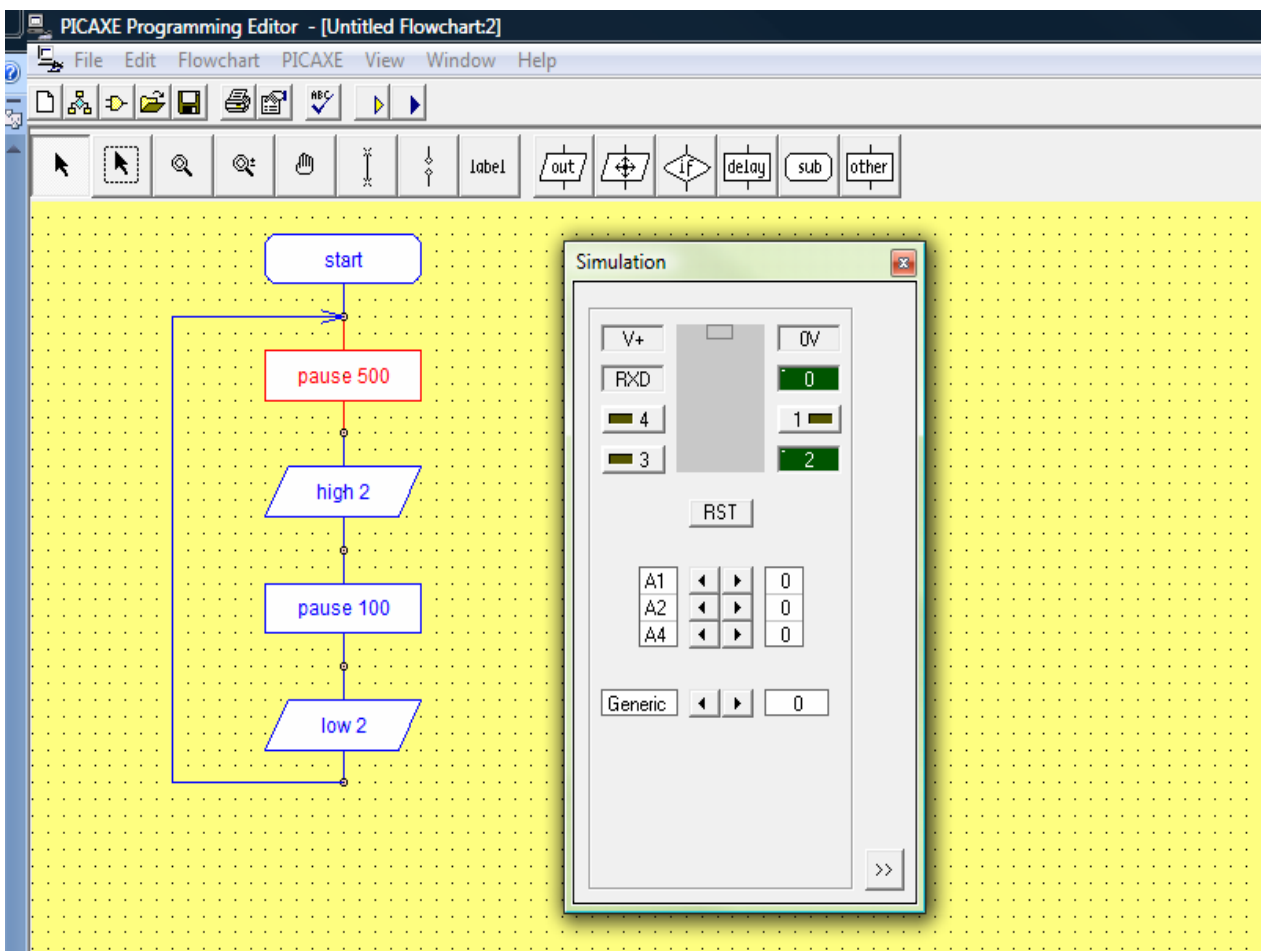 PICAXE Programming Editor - [Untitled Flowchart:2]
File Edit Flowchart PICAXE View Window Help
ABC
label out if delay sub other
start
pause 500
high 2
pause 100
low 2
Simulation
V+ 0V
RXD 0
4 1
3 2
RST
A1 0
A2 0
A4 0
Generic 0
>>